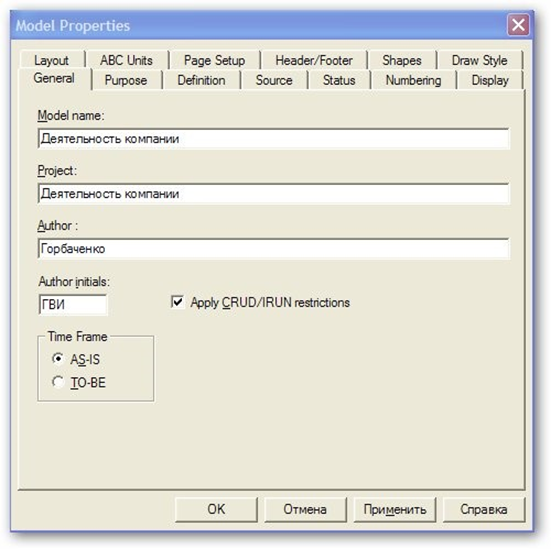 Model Properties
Layout ABC Units Page Setup Header/Footer Shapes Draw Style
General Purpose Definition Source Status Numbering Display
Model name:
Деятельность компании
Project:
Деятельность компании
Author :
Горбаченко
Author initials:
ГВИ Apply CRUD/IRUN restrictions
Time Frame
AS-IS
TO-BE
OK Отмена Применить Справка